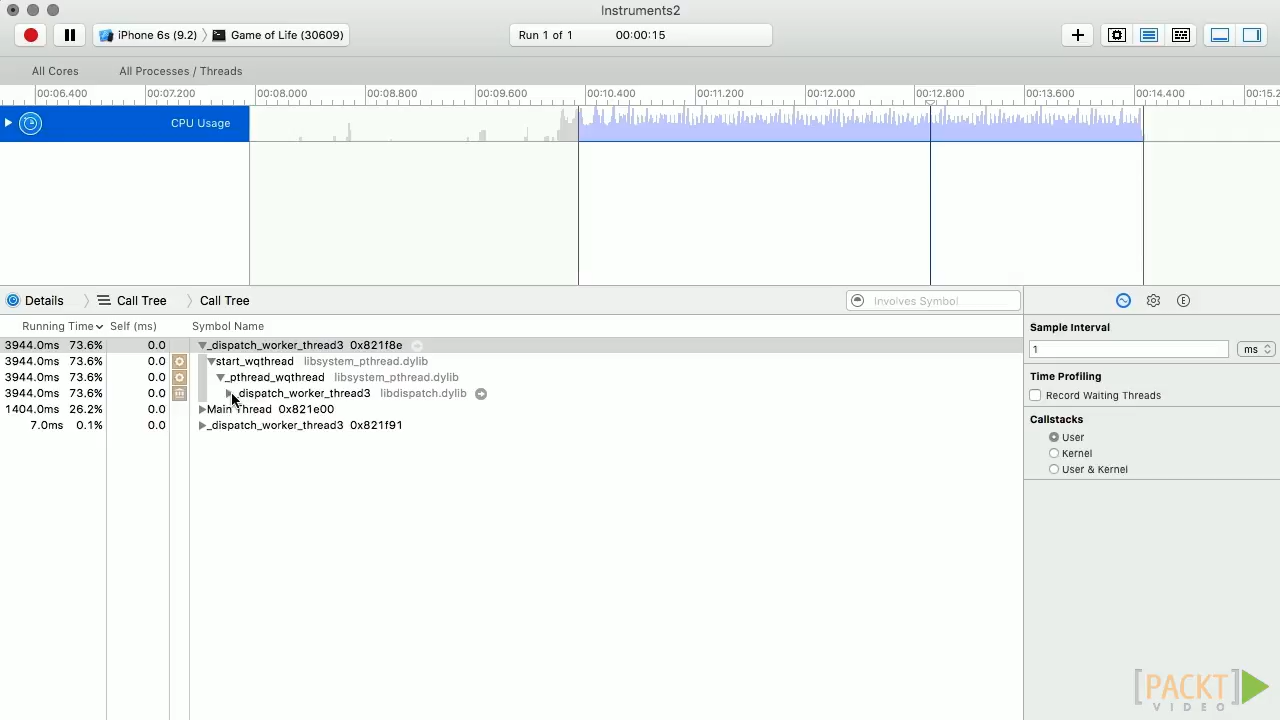 Instruments2
iPhone 6s (9.2) Game of Life (30609) Run 1 of 1 00:00:15
All Cores All Processes / Threads
00:06.400 00:07.200 00:08.000 00:08.800 00:09.600 00:10.400 00:11.200 00:12.000 00:12.800 00:13.600 00:14.400 00:15.2
CPU Usage
Details Call Tree Call Tree Involves Symbol
Running Time Self (ms) Symbol Name
3944.0ms 73.6% 0.0 _dispatch_worker_thread3 0x821f8e
3944.0ms 73.6% 0.0 start_wqthread libsystem_pthread.dylib
3944.0ms 73.6% 0.0 _pthread_wqthread libsystem_pthread.dylib
3944.0ms 73.6% 0.0 _dispatch_worker_thread3 libdispatch.dylib
1404.0ms 26.2% 0.0 Main Thread 0x821e00
7.0ms 0.1% 0.0 _dispatch_worker_thread3 0x821f91
E
Sample Interval
1 ms
Time Profiling
Record Waiting Threads
Callstacks
User
Kernel
User & Kernel
[PACKT]
VIDEO